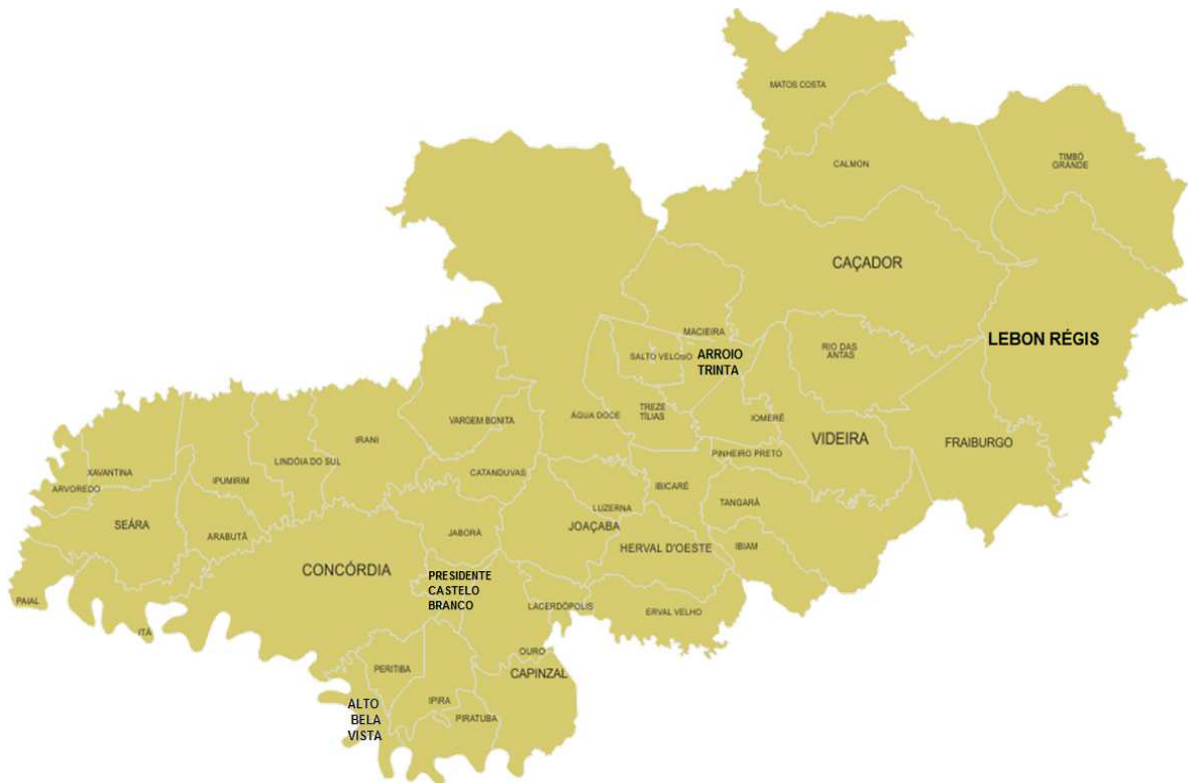 MATOS COSTA
CALMON
TIMBÓ
GRANDE
CAÇADOR
MACIEIRA
LEBON RÉGIS
RIO DAS
ANTAS
SALTO VELOSO
ARROIO
TRINTA
TREZE
TÍLIAS
ÁGUA DOCE
IOMERÊ
VIDEIRA
FRAIBURGO
VARGEM BONITA
IRANI
LINDÓIA DO SUL
PINHEIRO PRETO
XAVANTINA
CATANDUVAS
IPUMIRIM
ARVOREDO
IBICARÉ
TANGARÁ
LUZERNA
SEÁRA
JOAÇABA
ARABUTÃ
JABORÁ
HERVAL D'OESTE
IBIAM
CONCÓRDIA
PRESIDENTE
CASTELO
BRANCO
PAIAL
LACERDÓPOLIS
ERVAL VELHO
ITÁ
OURO
PERITIBA
CAPINZAL
IPIRA
ALTO
BELA
VISTA
PIRATUBA